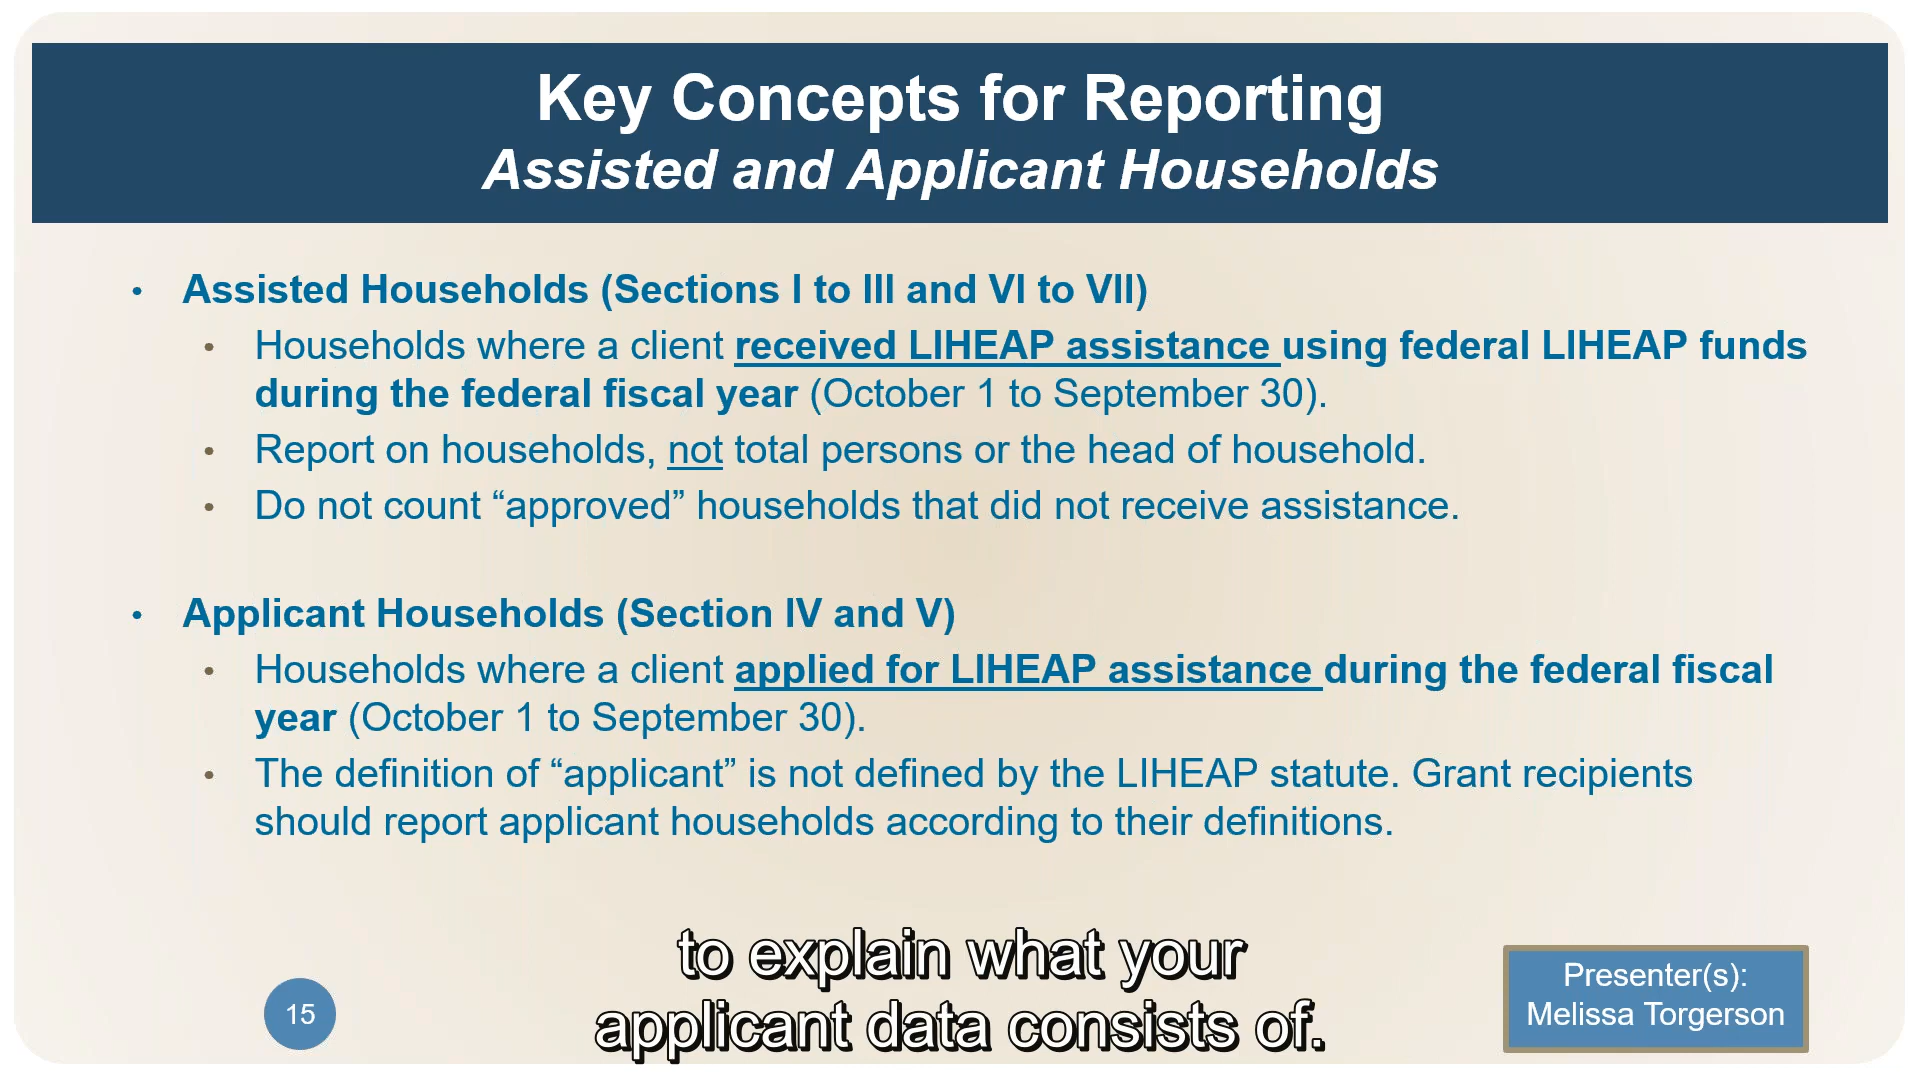 Key Concepts for Reporting
Assisted and Applicant Households
• Assisted Households (Sections I to III and VI to VII)
• Households where a client received LIHEAP assistance using federal LIHEAP funds
during the federal fiscal year (October 1 to September 30).
• Report on households, not total persons or the head of household.
• Do not count “approved” households that did not receive assistance.
• Applicant Households (Section IV and V)
• Households where a client applied for LIHEAP assistance during the federal fiscal
year (October 1 to September 30).
• The definition of “applicant” is not defined by the LIHEAP statute. Grant recipients
should report applicant households according to their definitions.
to explain what your
applicant data consists of.
15
Presenter(s):
Melissa Torgerson